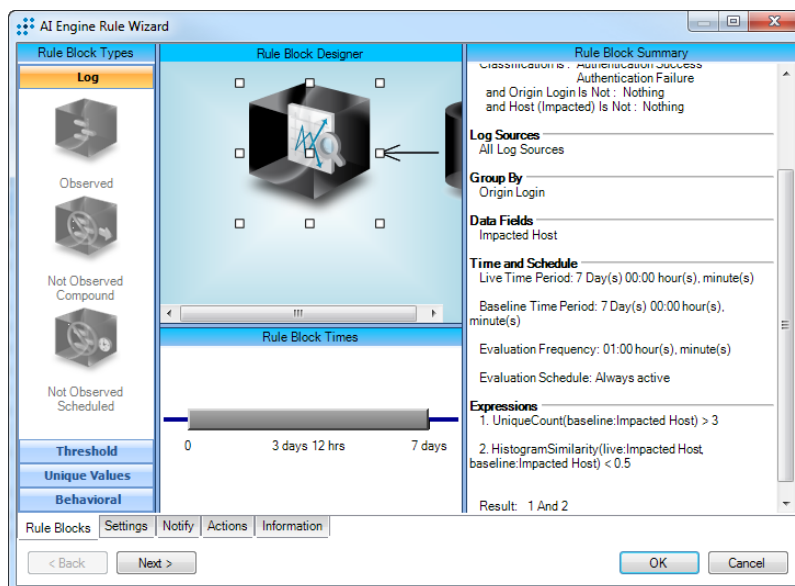 AI Engine Rule Wizard
Rule Block Types
Log
Observed
Not Observed
Compound
Not Observed
Scheduled
Threshold
Unique Values
Behavioral
Rule Block Designer
Rule Block Times
0 3 days 12 hrs 7 days
Rule Block Summary
Classification Is : Authentication Success
Authentication Failure
and Origin Login Is Not : Nothing
and Host (Impacted) Is Not : Nothing
Log Sources
All Log Sources
Group By
Origin Login
Data Fields
Impacted Host
Time and Schedule
Live Time Period: 7 Day(s) 00:00 hour(s), minute(s)
Baseline Time Period: 7 Day(s) 00:00 hour(s),
minute(s)
Evaluation Frequency: 01:00 hour(s), minute(s)
Evaluation Schedule: Always active
Expressions
1. UniqueCount(baseline:Impacted Host) > 3
2. HistogramSimilarity(live:Impacted Host,
baseline:Impacted Host) < 0.5
Result: 1 And 2
Rule Blocks Settings Notify Actions Information
< Back Next > OK Cancel